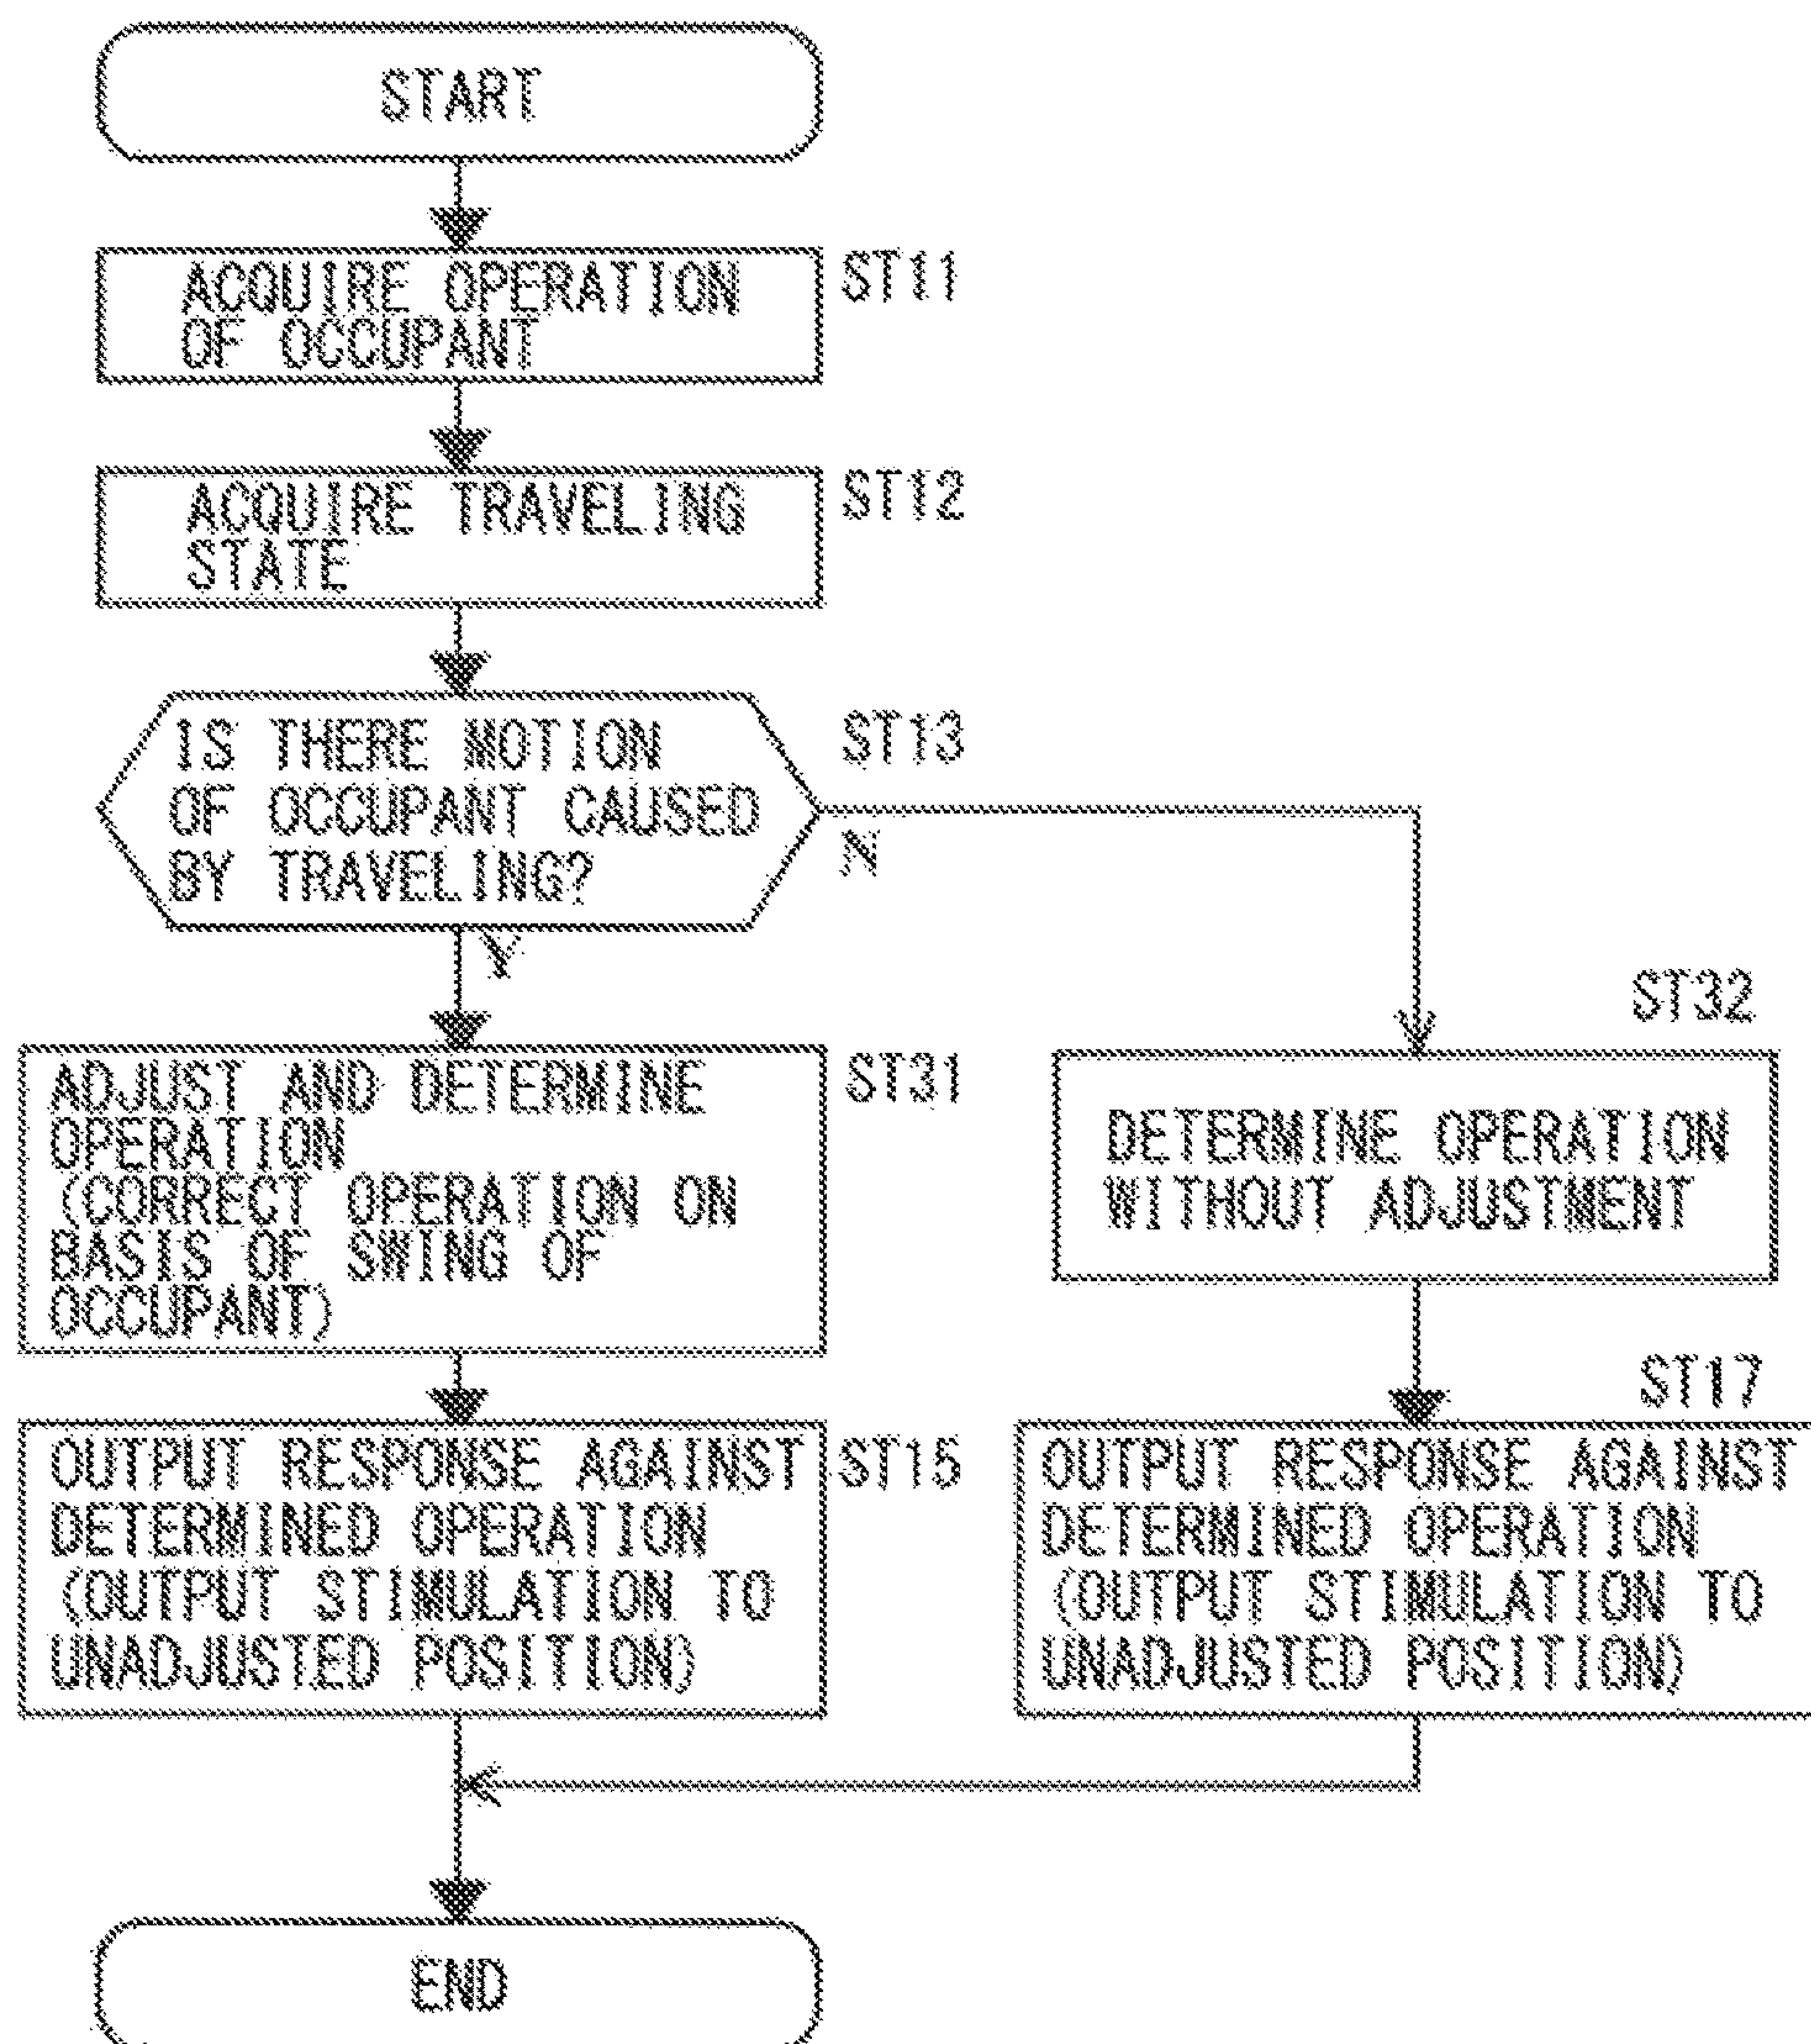 START
ACQUIRE OPERATION
OF OCCUPANT
ST11
ACQUIRE TRAVELING
STATE
ST12
IS THERE MOTION
OF OCCUPANT CAUSED
BY TRAVELING?
ST13
N
Y
ADJUST AND DETERMINE
OPERATION
(CORRECT OPERATION ON
BASIS OF SWING OF
OCCUPANT)
ST31
ST32
DETERMINE OPERATION
WITHOUT ADJUSTMENT
OUTPUT RESPONSE AGAINST
DETERMINED OPERATION
(OUTPUT STIMULATION TO
UNADJUSTED POSITION)
ST15
ST17
OUTPUT RESPONSE AGAINST
DETERMINED OPERATION
(OUTPUT STIMULATION TO
UNADJUSTED POSITION)
END